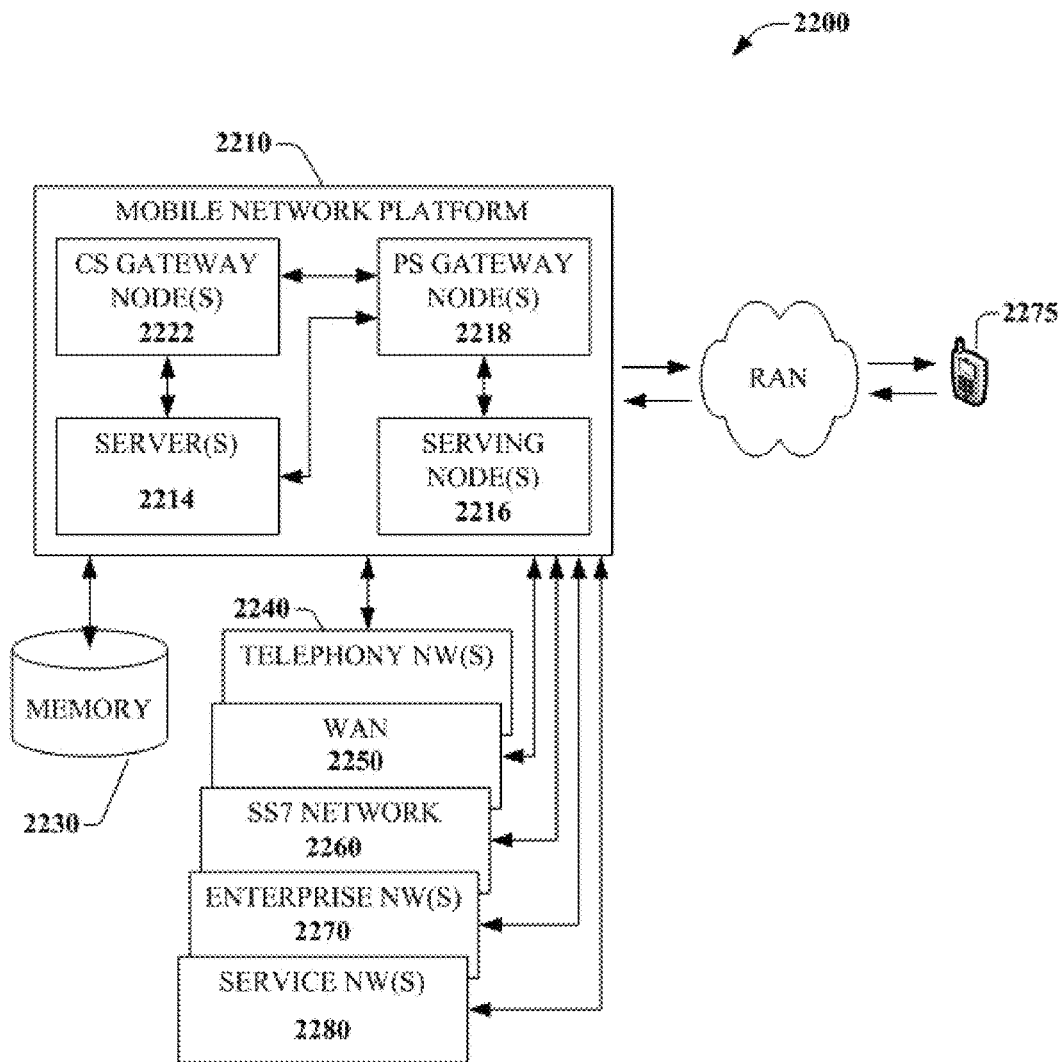 2200
2210
MOBILE NETWORK PLATFORM
CS GATEWAY
NODE(S)
2222
PS GATEWAY
NODE(S)
2218
SERVER(S)
2214
SERVING
NODE(S)
2216
RAN
2275
2240
TELEPHONY NW(S)
MEMORY
2230
WAN
2250
SS7 NETWORK
2260
ENTERPRISE NW(S)
2270
SERVICE NW(S)
2280